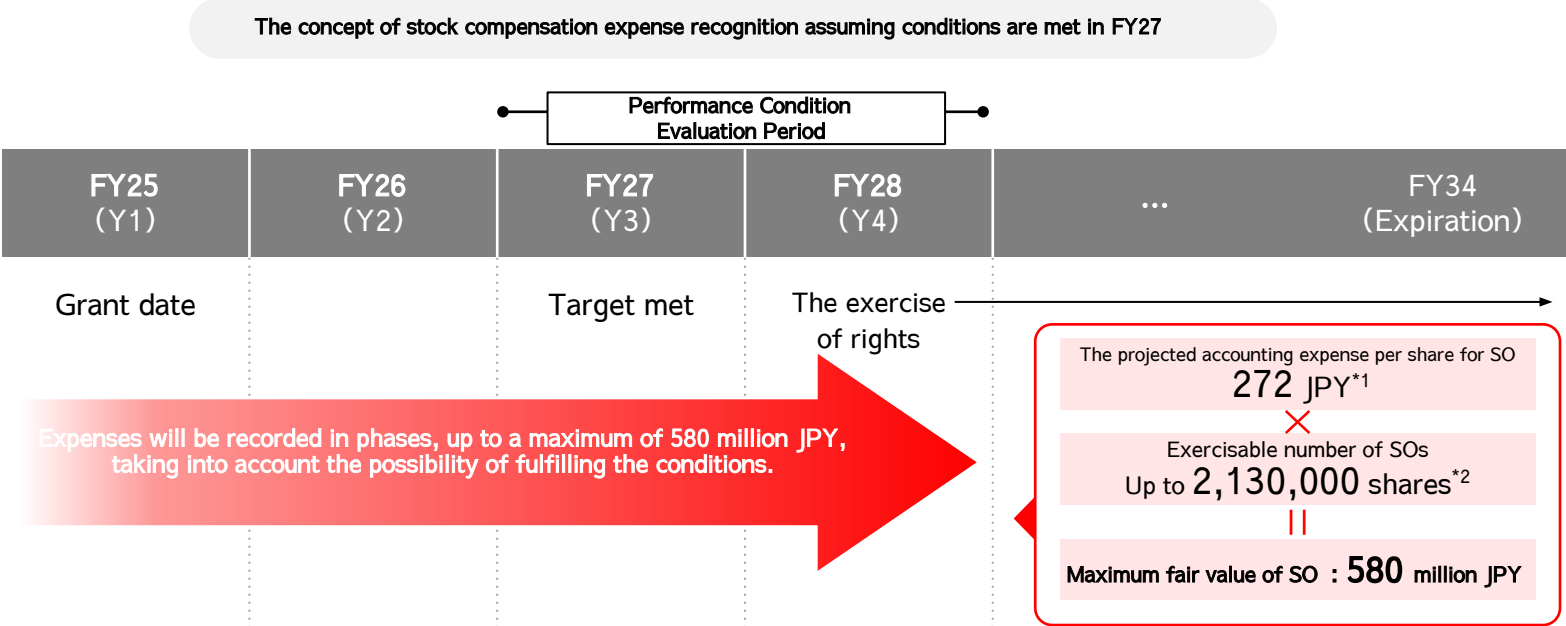 The concept of stock compensation expense recognition assuming conditions are met in FY27
Performance Condition
Evaluation Period
FY25
(Y1)
FY26
(Y2)
FY27
(Y3)
FY28
(Y4)
...
FY34
(Expiration)
Grant date
Target met
The exercise
of rights
Expenses will be recorded in phases, up to a maximum of 580 million JPY,
taking into account the possibility of fulfilling the conditions.
The projected accounting expense per share for SO
272 JPY*1
×
Exercisable number of SOs
Up to 2,130,000 shares*2
=
Maximum fair value of SO : 580 million JPY